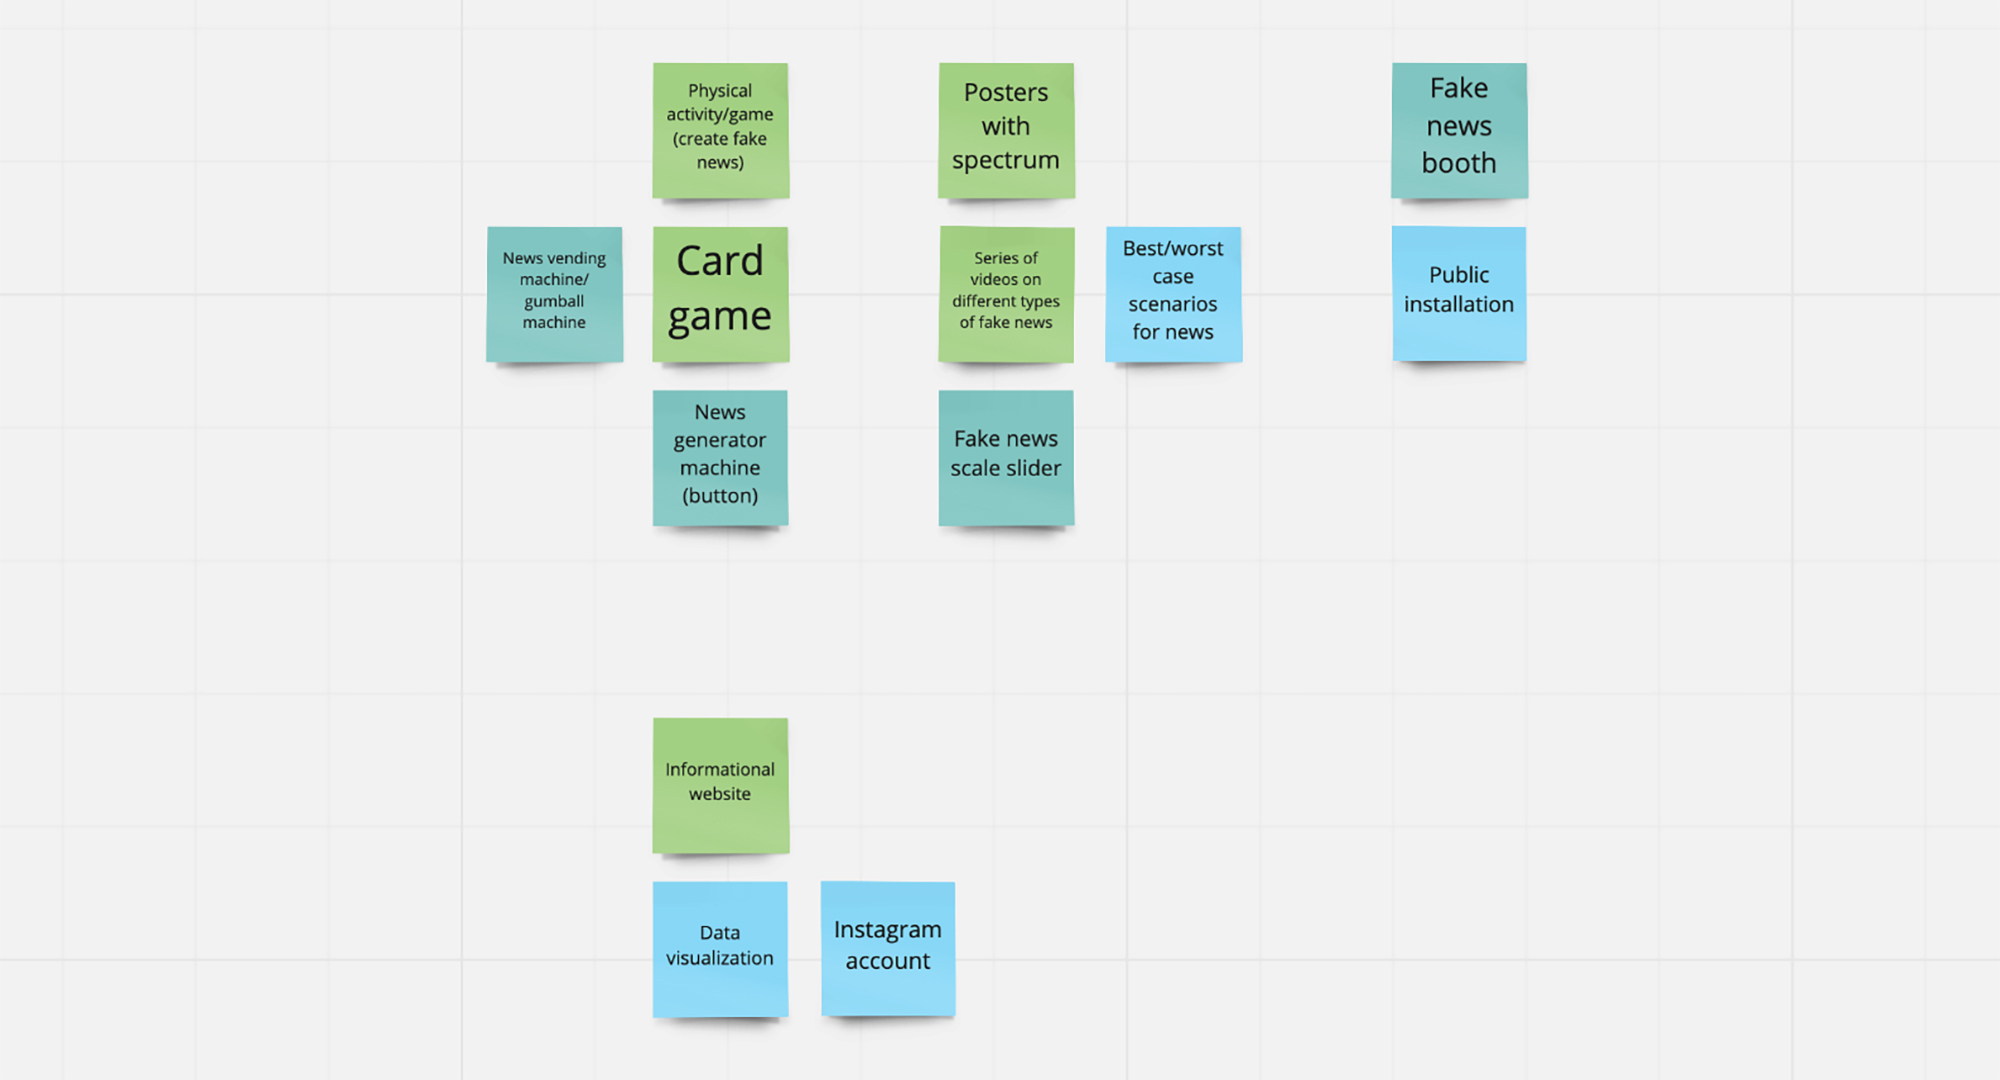 Physical
activity/game
(create fake
news)
Posters
with
spectrum
Fake
news
booth
News vending
machine/
gumball
machine
Card
game
Series of
videos on
different types
of fake news
Best/worst
case
scenarios
for news
Public
installation
News
generator
machine
(button)
Fake news
scale slider
Informational
website
Data
visualization
Instagram
account